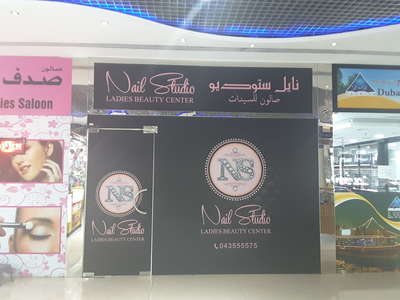 صالون
صدف
ies Saloon
Nail Studio
LADIES BEAUTY CENTER
نايل ستوديو
صالون للسيدات
Duba
NS
Nail Studio
LADIES BEAUTY CENTER
NS
Nail Studio
LADIES BEAUTY CENTER
043555575